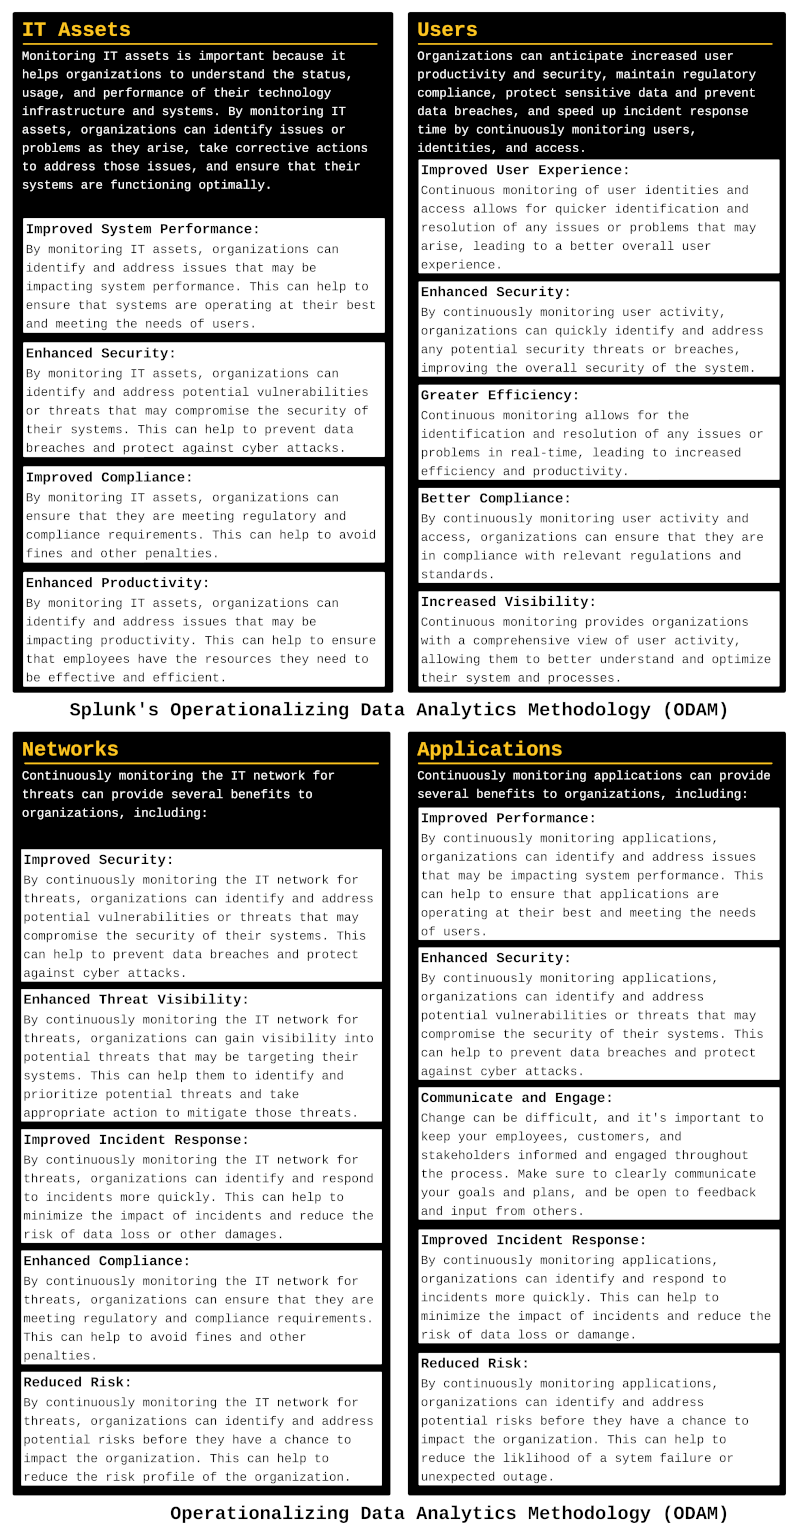 IT Assets
Monitoring IT assets is important because it
helps organizations to understand the status,
usage, and performance of their technology
infrastructure and systems. By monitoring IT
assets, organizations can identify issues or
problems as they arise, take corrective actions
to address those issues, and ensure that their
systems are functioning optimally.
Improved System Performance:
By monitoring IT assets, organizations can
identify and address issues that may be
impacting system performance. This can help to
ensure that systems are operating at their best
and meeting the needs of users.
Enhanced Security:
By monitoring IT assets, organizations can
identify and address potential vulnerabilities
or threats that may compromise the security of
their systems. This can help to prevent data
breaches and protect against cyber attacks.
Improved Compliance:
By monitoring IT assets, organizations can
ensure that they are meeting regulatory and
compliance requirements. This can help to avoid
fines and other penalties.
Enhanced Productivity:
By monitoring IT assets, organizations can
identify and address issues that may be
impacting productivity. This can help to ensure
that employees have the resources they need to
be effective and efficient.
Users
Organizations can anticipate increased user
productivity and security, maintain regulatory
compliance, protect sensitive data and prevent
data breaches, and speed up incident response
time by continuously monitoring users,
identities, and access.
Improved User Experience:
Continuous monitoring of user identities and
access allows for quicker identification and
resolution of any issues or problems that may
arise, leading to a better overall user
experience.
Enhanced Security:
By continuously monitoring user activity,
organizations can quickly identify and address
any potential security threats or breaches,
improving the overall security of the system.
Greater Efficiency:
Continuous monitoring allows for the
identification and resolution of any issues or
problems in real-time, leading to increased
efficiency and productivity.
Better Compliance:
By continuously monitoring user activity and
access, organizations can ensure that they are
in compliance with relevant regulations and
standards.
Increased Visibility:
Continuous monitoring provides organizations
with a comprehensive view of user activity,
allowing them to better understand and optimize
their system and processes.
Splunk's Operationalizing Data Analytics Methodology (ODAM)
Networks
Continuously monitoring the IT network for
threats can provide several benefits to
organizations, including:
Improved Security:
By continuously monitoring the IT network for
threats, organizations can identify and address
potential vulnerabilities or threats that may
compromise the security of their systems. This
can help to prevent data breaches and protect
against cyber attacks.
Enhanced Threat Visibility:
By continuously monitoring the IT network for
threats, organizations can gain visibility into
potential threats that may be targeting their
systems. This can help them to identify and
prioritize potential threats and take
appropriate action to mitigate those threats.
Improved Incident Response:
By continuously monitoring the IT network for
threats, organizations can identify and respond
to incidents more quickly. This can help to
minimize the impact of incidents and reduce the
risk of data loss or other damages.
Enhanced Compliance:
By continuously monitoring the IT network for
threats, organizations can ensure that they are
meeting regulatory and compliance requirements.
This can help to avoid fines and other
penalties.
Reduced Risk:
By continuously monitoring the IT network for
threats, organizations can identify and address
potential risks before they have a chance to
impact the organization. This can help to
reduce the risk profile of the organization.
Applications
Continuously monitoring applications can provide
several benefits to organizations, including:
Improved Performance:
By continuously monitoring applications,
organizations can identify and address issues
that may be impacting system performance. This
can help to ensure that applications are
operating at their best and meeting the needs
of users.
Enhanced Security:
By continuously monitoring applications,
organizations can identify and address
potential vulnerabilities or threats that may
compromise the security of their systems. This
can help to prevent data breaches and protect
against cyber attacks.
Communicate and Engage:
Change can be difficult, and it's important to
keep your employees, customers, and
stakeholders informed and engaged throughout
the process. Make sure to clearly communicate
your goals and plans, and be open to feedback
and input from others.
Improved Incident Response:
By continuously monitoring applications,
organizations can identify and respond to
incidents more quickly. This can help to
minimize the impact of incidents and reduce the
risk of data loss or damange.
Reduced Risk:
By continuously monitoring applications,
organizations can identify and address
potential risks before they have a chance to
impact the organization. This can help to
reduce the liklihood of a sytem failure or
unexpected outage.
Operationalizing Data Analytics Methodology (ODAM)